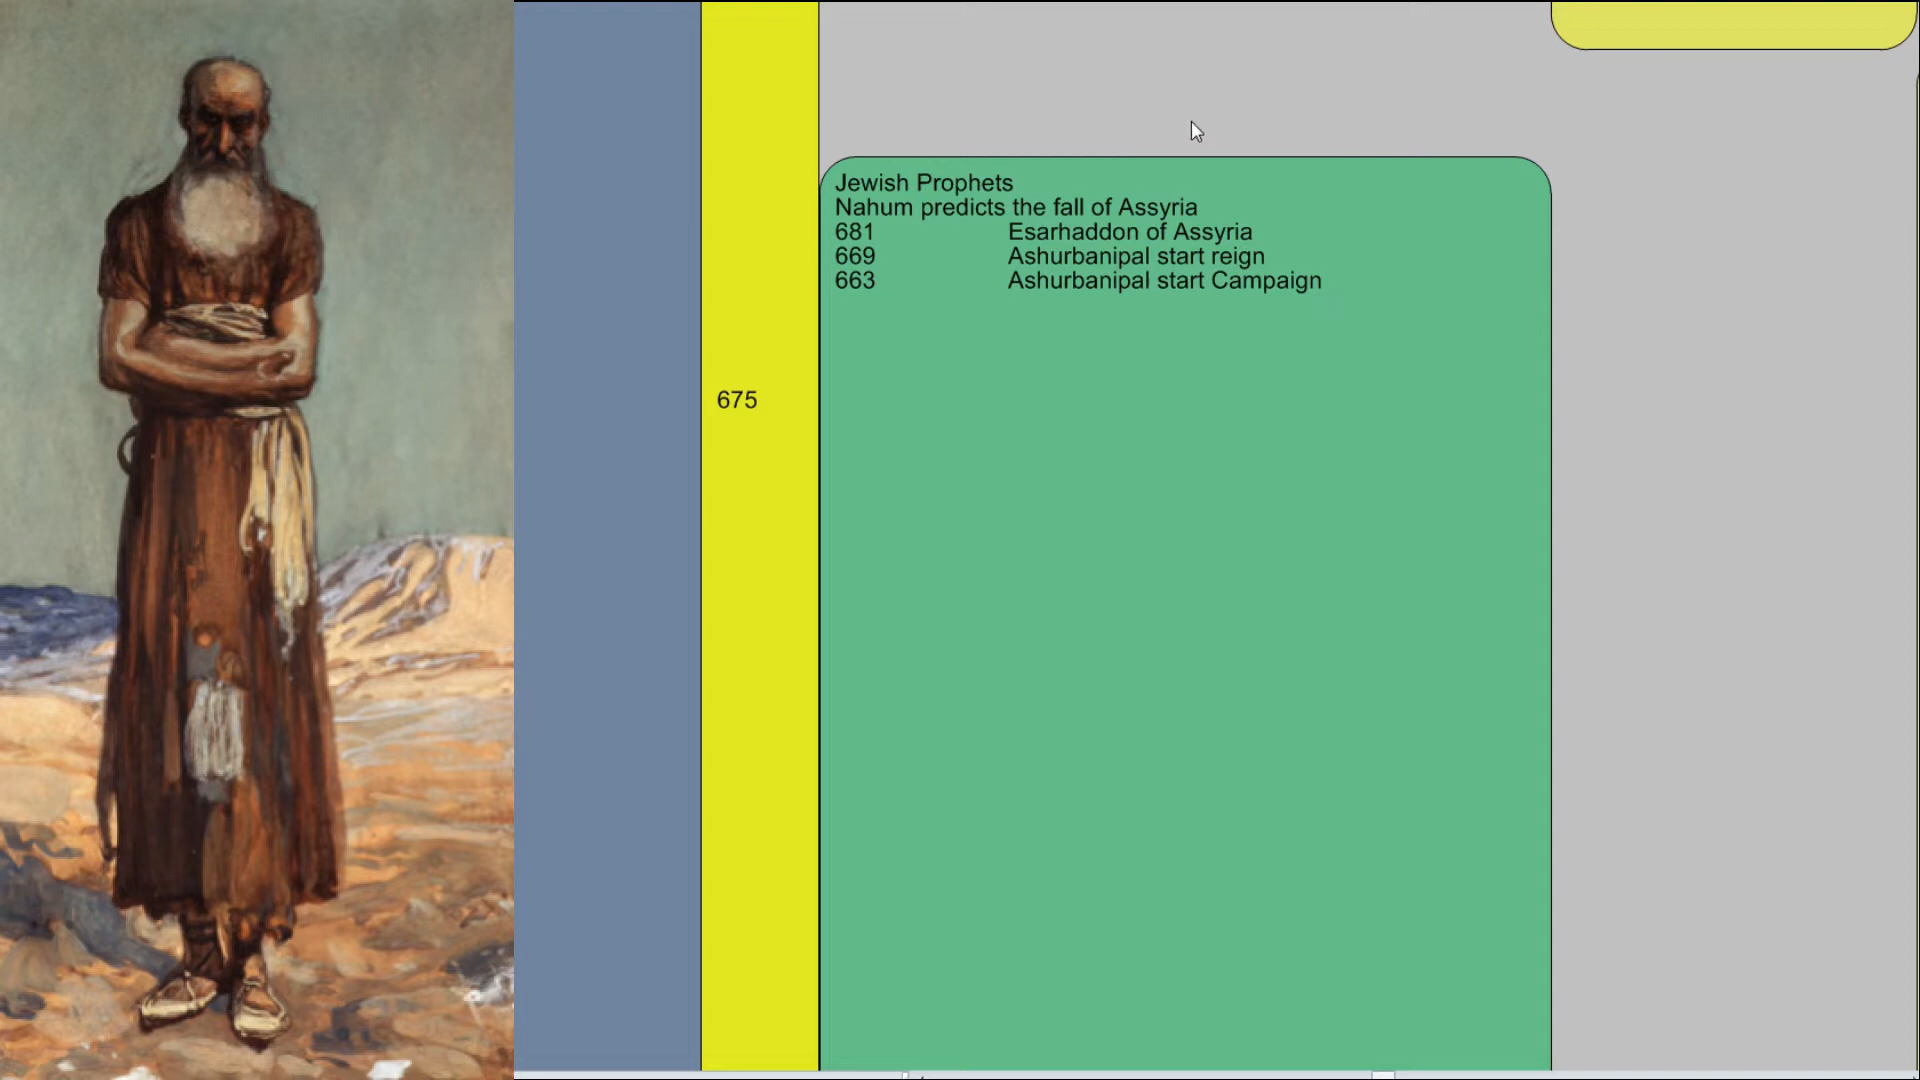 Jewish Prophets
Nahum predicts the fall of Assyria
681 Esarhaddon of Assyria
669 Ashurbanipal start reign
663 Ashurbanipal start Campaign
675